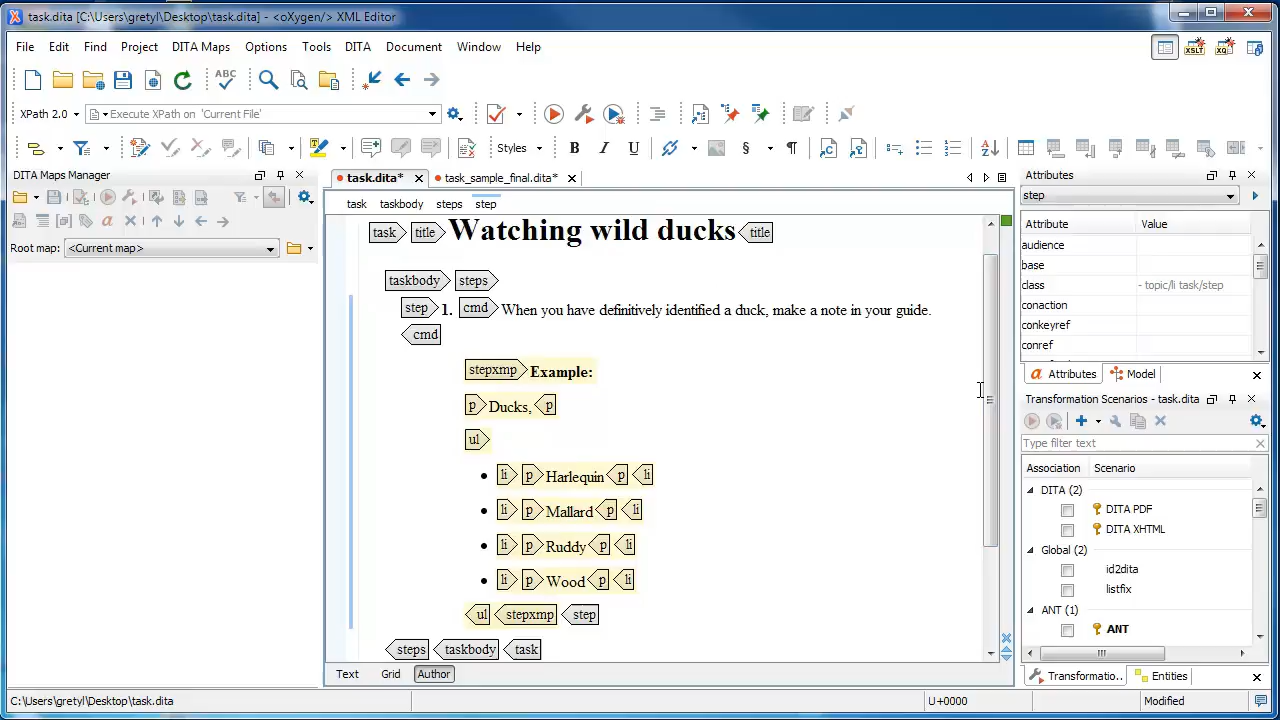 task.dita [C:\Users\gretyl\Desktop\task.dita] - <oXygen/> XML Editor
File Edit Find Project DITA Maps Options Tools DITA Document Window Help
XPath 2.0 Execute XPath on 'Current File'
Styles B I U § ¶
DITA Maps Manager
Root map: <Current map>
task.dita* task_sample_final.dita*
task taskbody steps step
task title Watching wild ducks title
taskbody steps
step 1. cmd When you have definitively identified a duck, make a note in your guide.
cmd
stepxmp Example:
p Ducks, p
ul
• li p Harlequin p li
• li p Mallard p li
• li p Ruddy p li
• li p Wood p li
ul stepxmp step
steps taskbody task
Text Grid Author
Attributes
step
Attribute Value
audience
base
class - topic/li task/step
conaction
conkeyref
conref
Attributes Model
Transformation Scenarios - task.dita
Type filter text
Association Scenario
DITA (2)
DITA PDF
DITA XHTML
Global (2)
id2dita
listfix
ANT (1)
ANT
Transformatio... Entities
C:\Users\gretyl\Desktop\task.dita U+0000 Modified